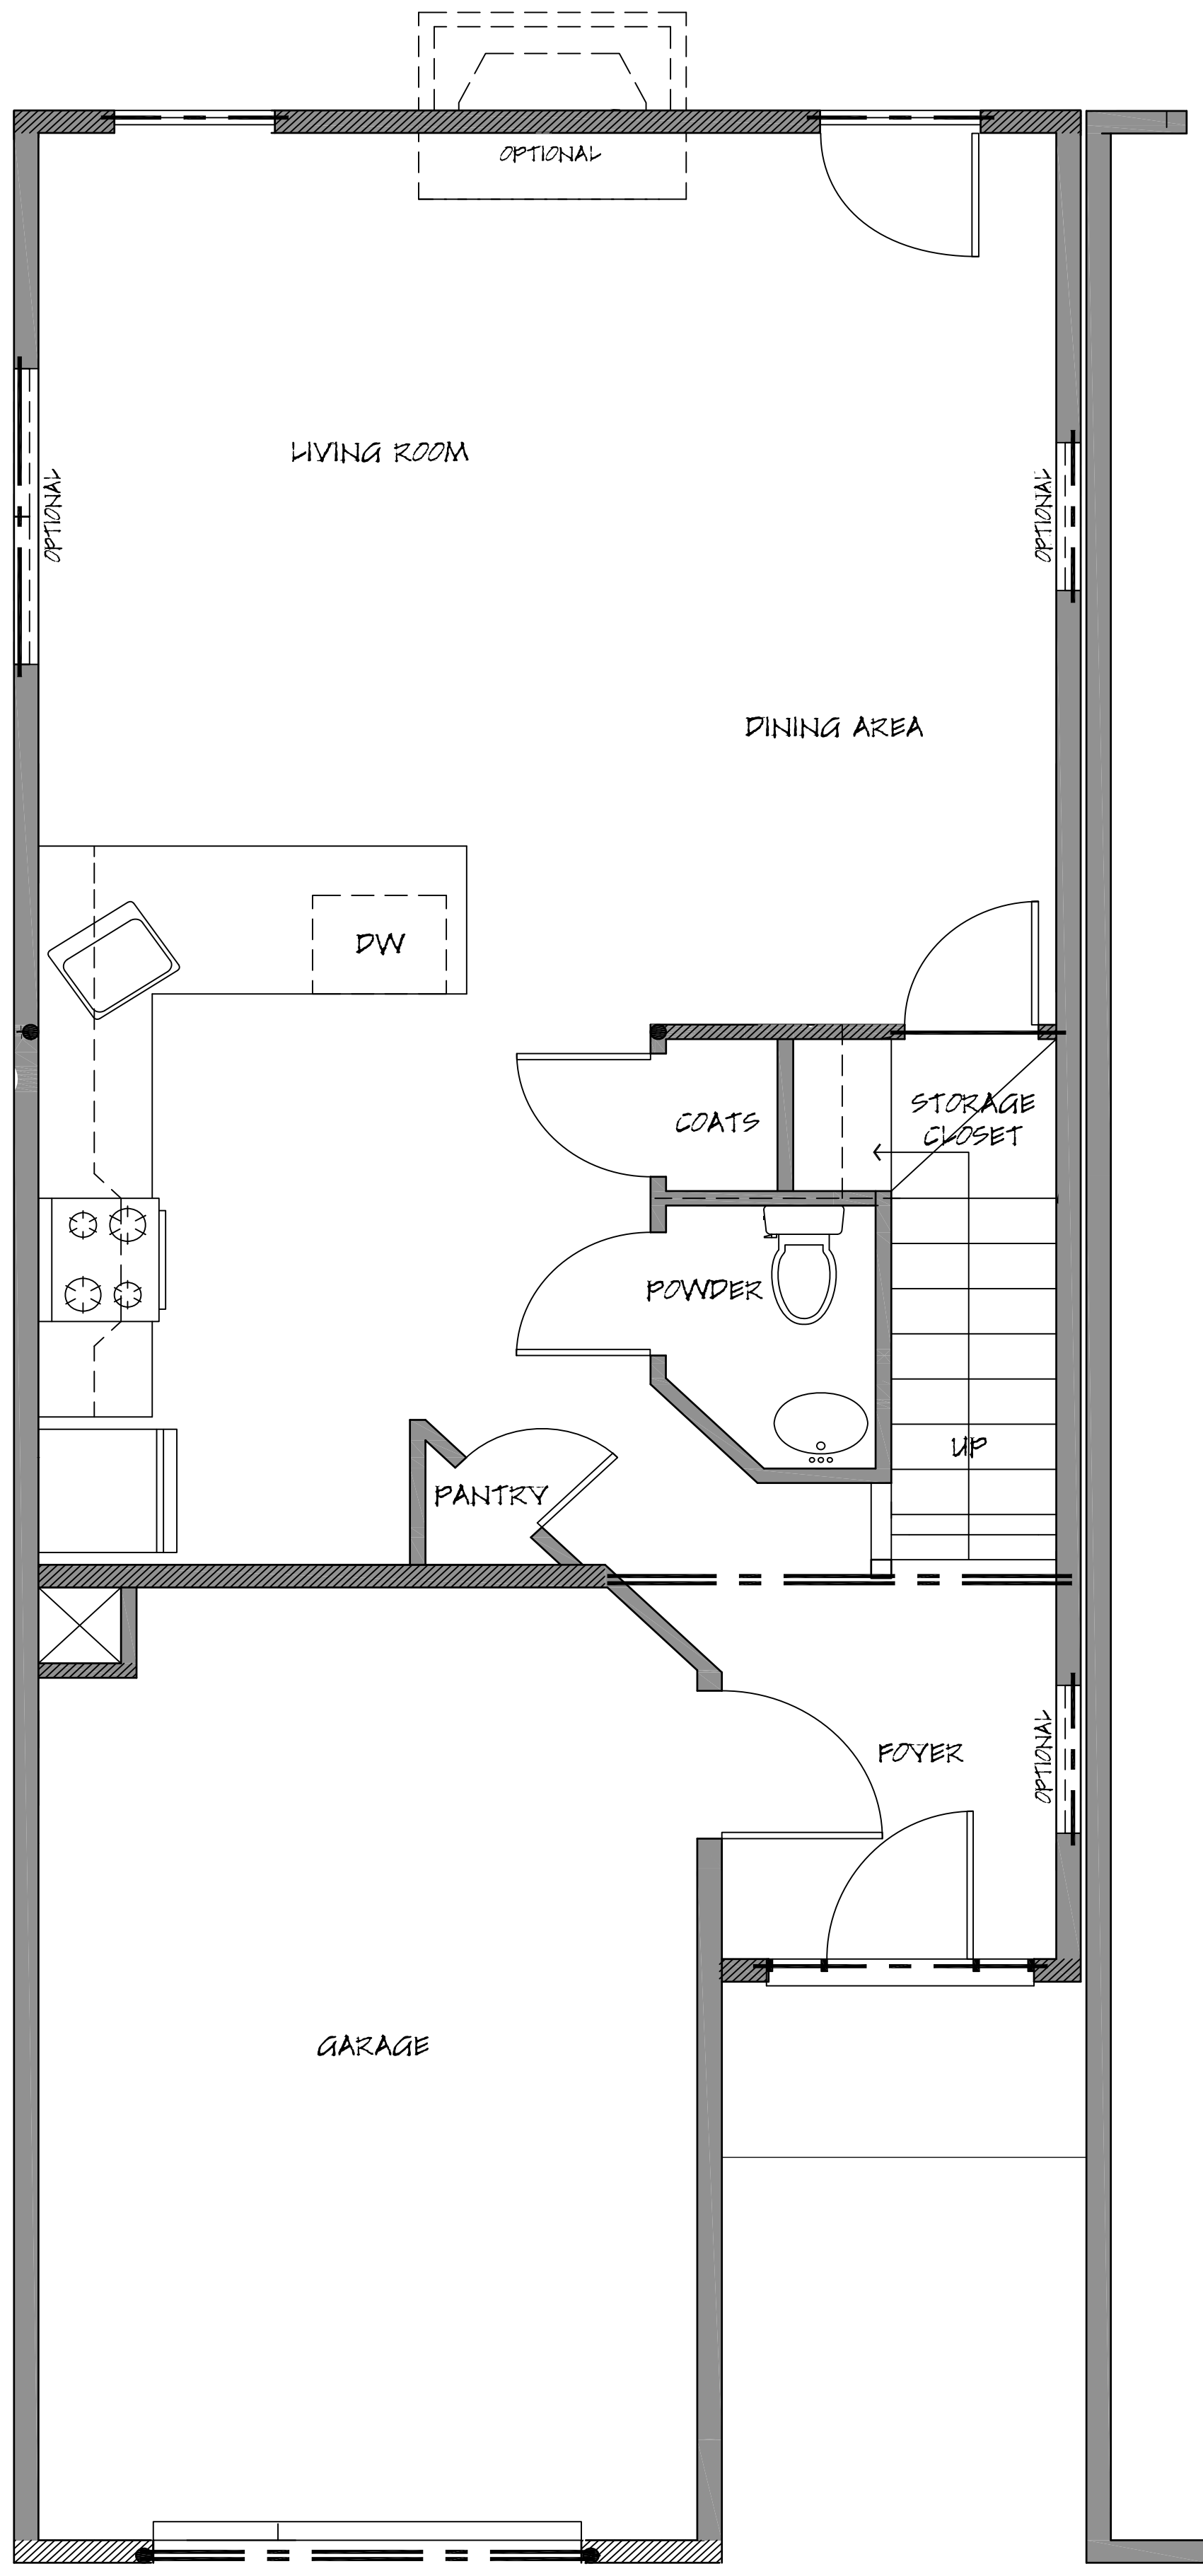 OPTIONAL
LIVING ROOM
OPTIONAL
OPTIONAL
DINING AREA
DW
COATS
STORAGE
CLOSET
POWDER
UP
PANTRY
FOYER
OPTIONAL
GARAGE